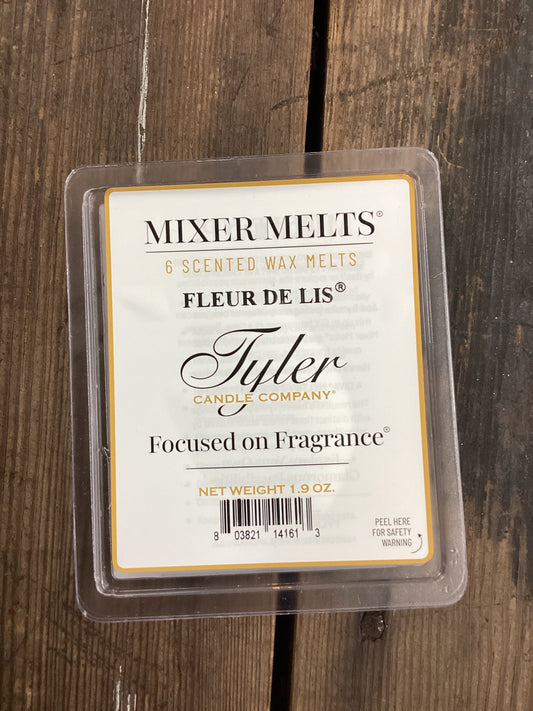 MIXER MELTS®
6 SCENTED WAX MELTS
FLEUR DE LIS®
Tyler
CANDLE COMPANY®
Focused on Fragrance®
NET WEIGHT 1.9 OZ.
8 03821 14161 3
PEEL HERE
FOR SAFETY
WARNING